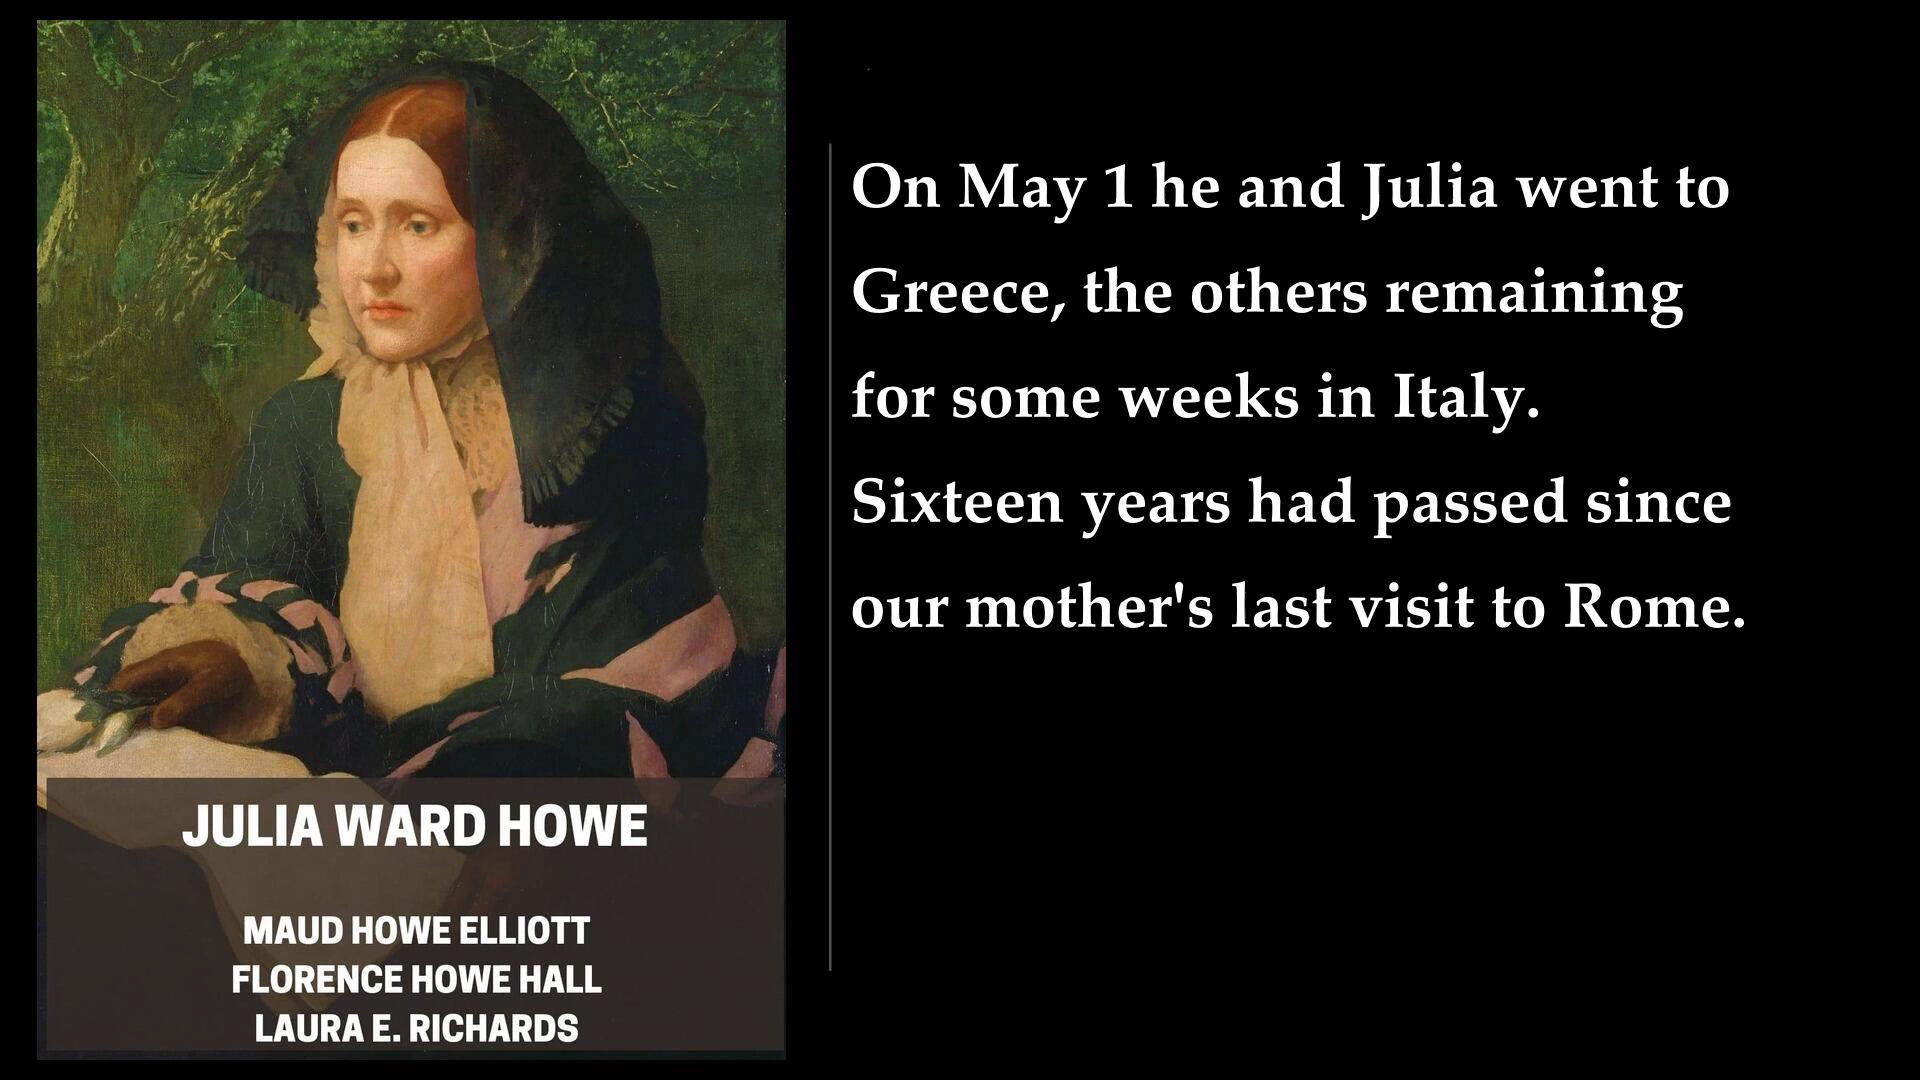 JULIA WARD HOWE
MAUD HOWE ELLIOTT
FLORENCE HOWE HALL
LAURA E. RICHARDS
On May 1 he and Julia went to
Greece, the others remaining
for some weeks in Italy.
Sixteen years had passed since
our mother's last visit to Rome.